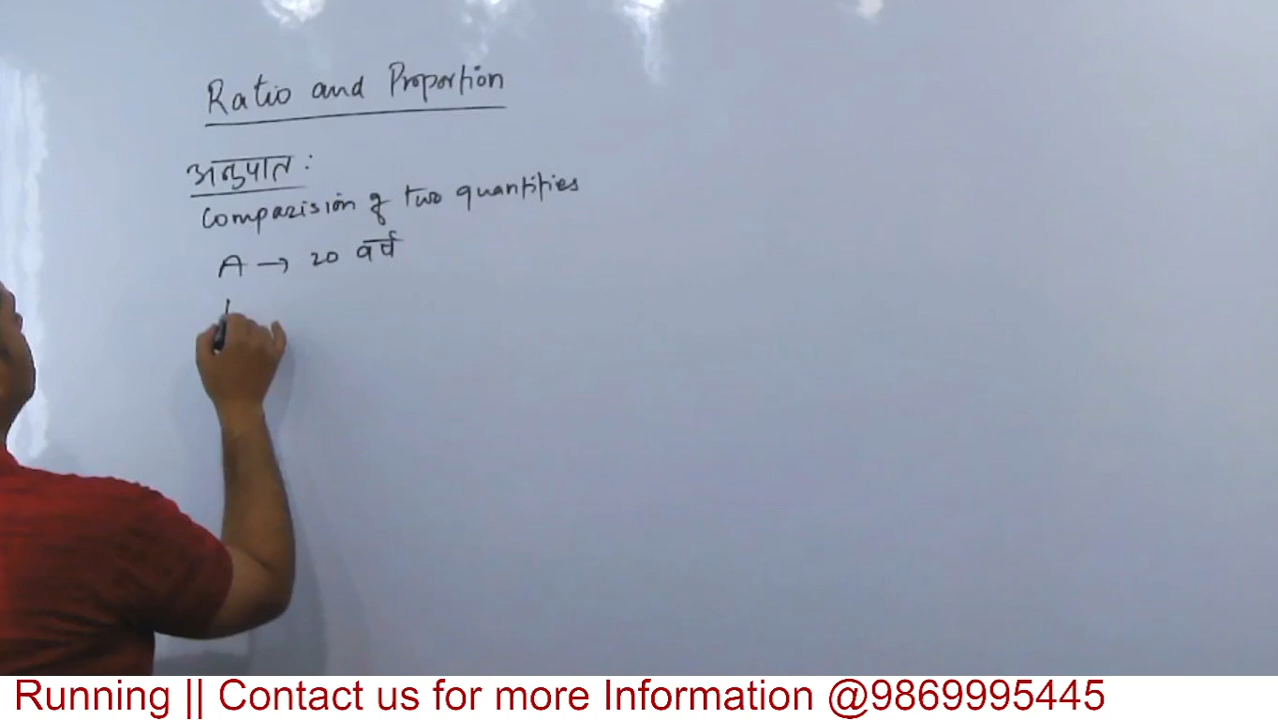 Ratio and Proportion
अनुपात :
Comparision of two quantities
A → 20 वर्ष
Running || Contact us for more Information @9869995445